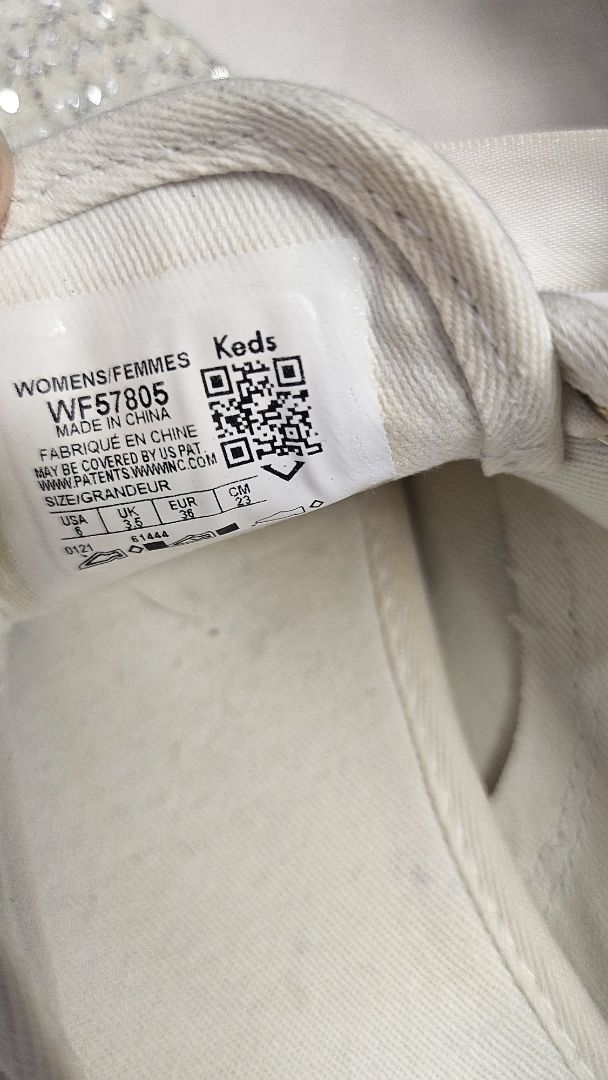 Keds
WOMENS/FEMMES
WF57805
MADE IN CHINA
FABRIQUÉ EN CHINE
MAY BE COVERED BY US PAT.
WWW.PATENTS.WWWINC.COM
SIZE/GRANDEUR
USA UK EUR CM
6 3.5 36 23
0121 61444